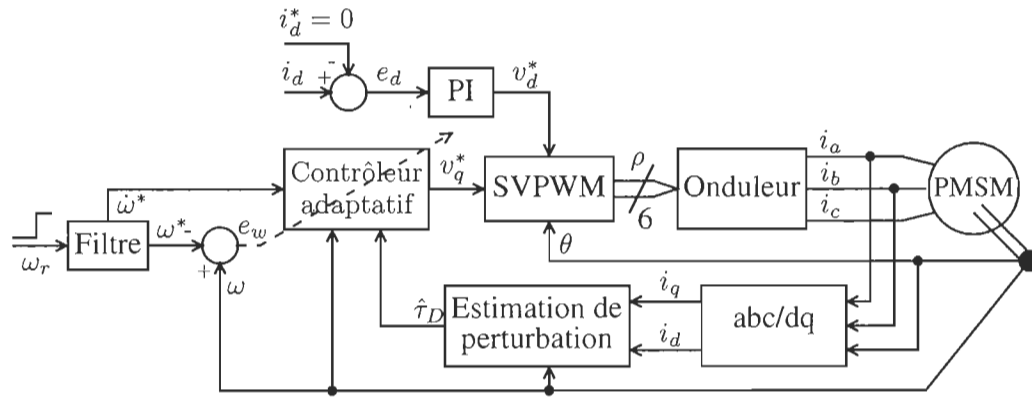 i_d^* = 0
i_d + -
e_d
PI
v_d^*
Contrôleur
adaptatif
v_q^*
SVPWM
ρ
6
Onduleur
i_a
i_b
i_c
PMSM
ω̇^*
ω_r
Filtre
ω^* -
+
e_w
ω
θ
τ̂_D
Estimation de
perturbation
i_q
i_d
abc/dq